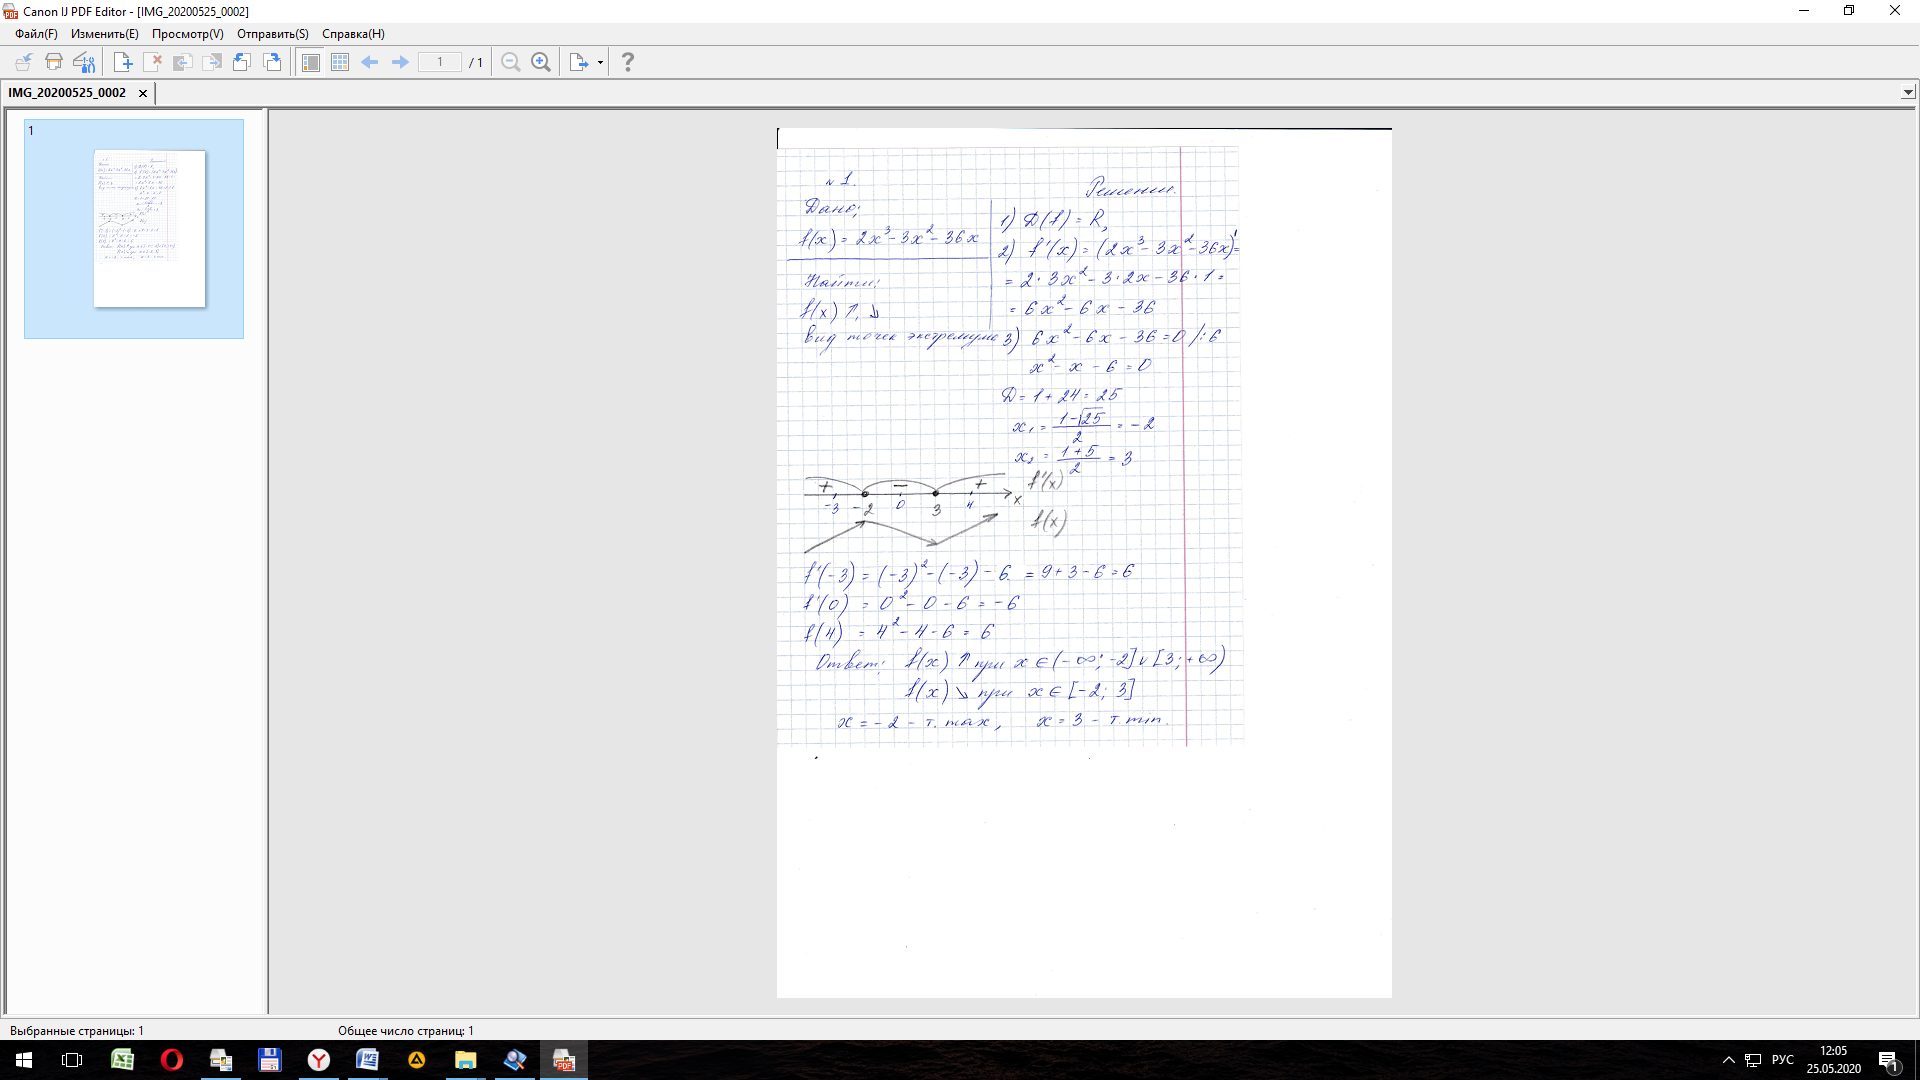 Canon IJ PDF Editor - [IMG_20200525_0002]
Файл(F) Изменить(E) Просмотр(V) Отправить(S) Справка(H)
1 / 1
IMG_20200525_0002
1
N 1.
Дано:
f(x) = 2x³ - 3x² - 36x
Найти:
f(x) ↑, ↘
вид точек экстремума
Решение.
1) D(f) = R,
2) f'(x) = (2x³ - 3x² - 36x)' =
= 2 · 3x² - 3 · 2x - 36 · 1 =
= 6x² - 6x - 36
3) 6x² - 6x - 36 = 0 /: 6
x² - x - 6 = 0
D = 1 + 24 = 25
x₁ = (1-√25)/2 = -2
x₂ = (1+5)/2 = 3
+ − + f'(x)
-3 -2 0 3 4 x
f(x)
f'(-3) = (-3)² - (-3) - 6. = 9 + 3 - 6 = 6
f'(0) = 0² - 0 - 6 = -6
f(4) = 4² - 4 - 6 = 6
Ответ: f(x) ↑ при x ∈ (-∞; -2] ∪ [3; +∞)
f(x) ↘ при x ∈ [-2; 3]
x = -2 - т. max, x = 3 - т. min.
Выбранные страницы: 1 Общее число страниц: 1
РУС
12:05
25.05.2020
1